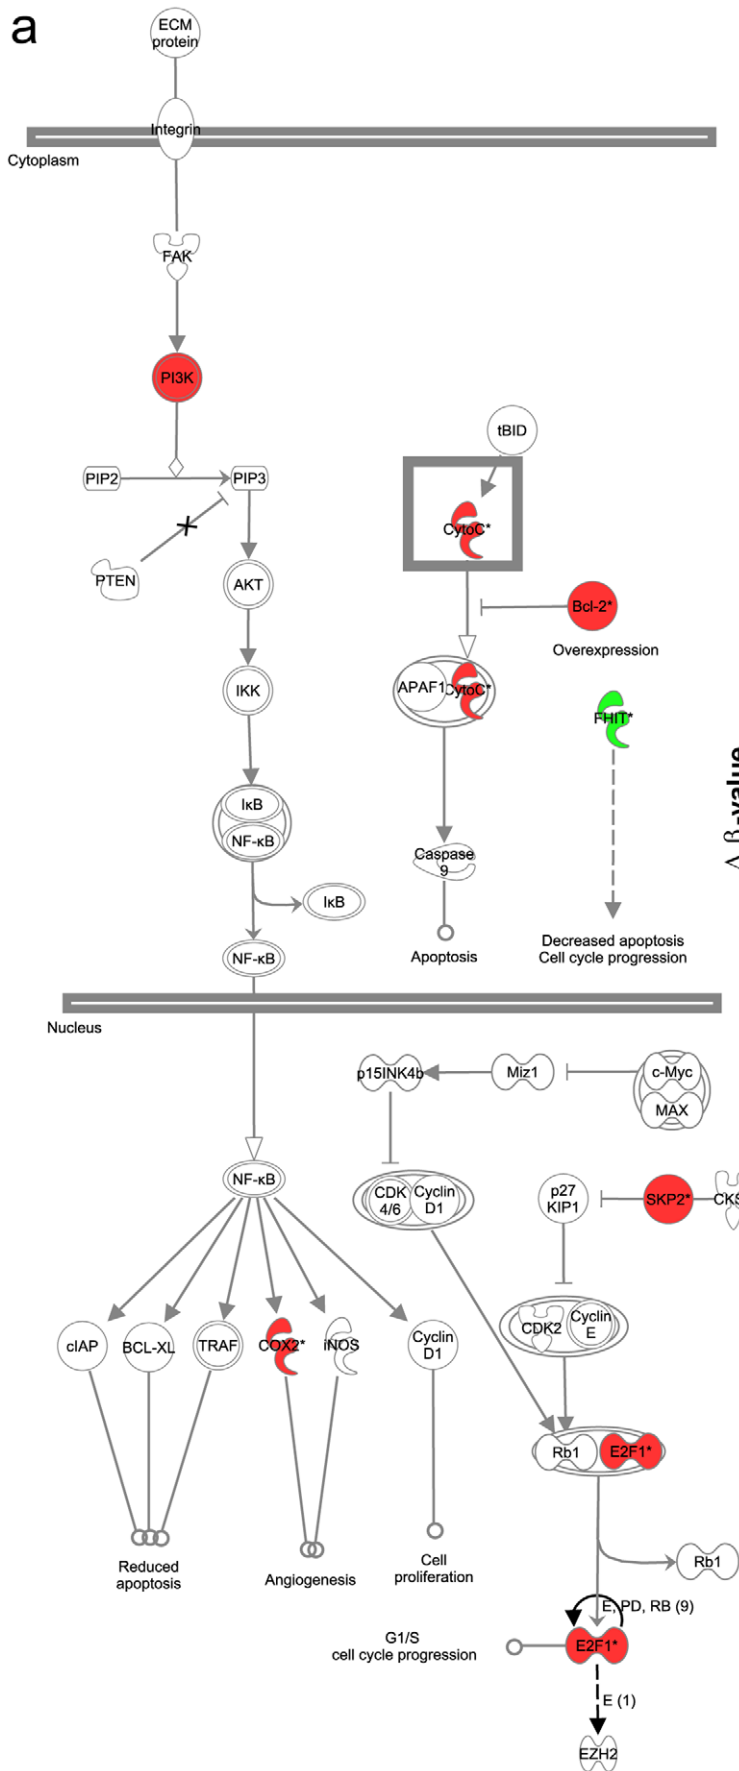 a
ECM
protein
Integrin
Cytoplasm
FAK
PI3K
tBID
PIP2
PIP3
CytoC*
PTEN
AKT
Bcl-2*
Overexpression
IKK
APAF1
CytoC*
FHIT*
Δ β-value
IκB
NF-κB
Caspase
9
IκB
NF-κB
Apoptosis
Decreased apoptosis
Cell cycle progression
Nucleus
p15INK4b
Miz1
c-Myc
MAX
NF-κB
CDK
4/6
Cyclin
D1
p27
KIP1
SKP2*
CKS
cIAP
BCL-XL
TRAF
COX2*
iNOS
Cyclin
D1
CDK2
Cyclin
E
Rb1
E2F1*
Reduced
apoptosis
Angiogenesis
Cell
proliferation
Rb1
E, PD, RB (9)
G1/S
cell cycle progression
E2F1*
E (1)
EZH2